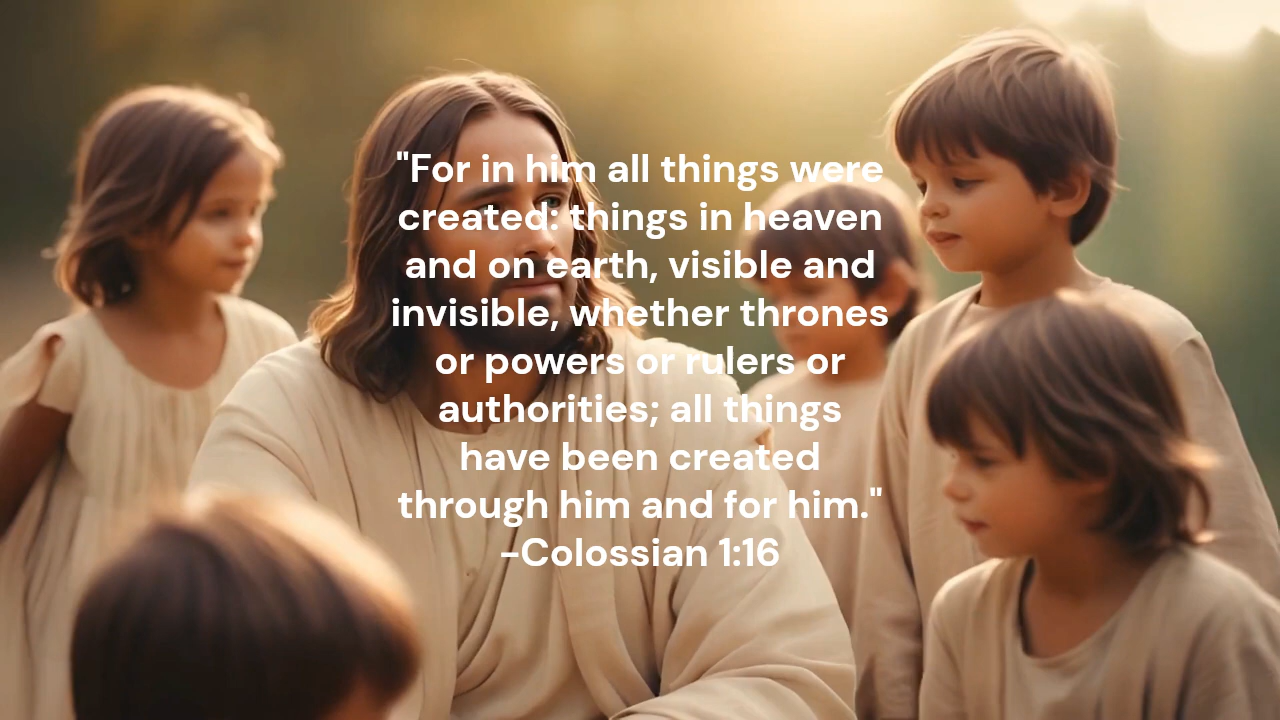 "For in him all things were
created: things in heaven
and on earth, visible and
invisible, whether thrones
or powers or rulers or
authorities; all things
have been created
through him and for him."
-Colossian 1:16